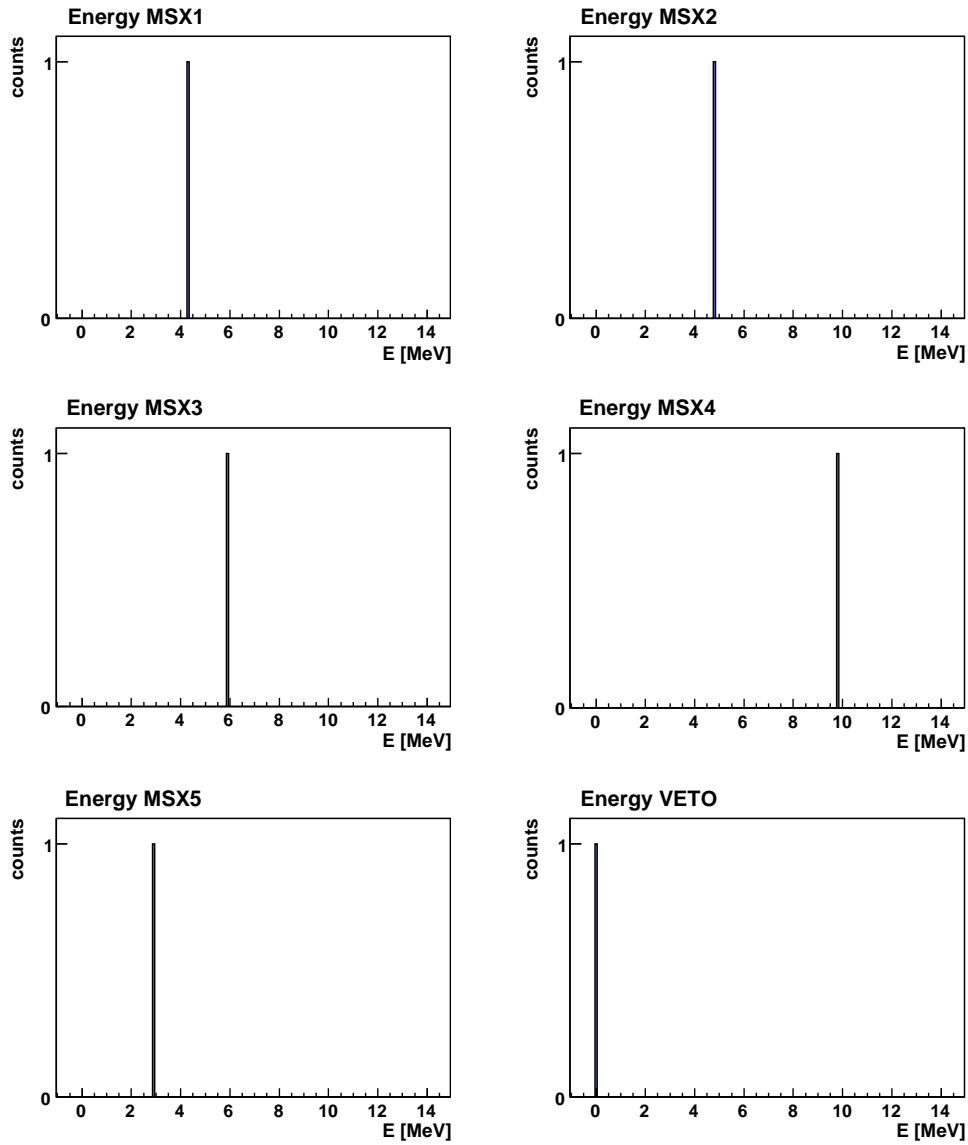 Energy MSX1
counts
1
0
0 2 4 6 8 10 12 14
E [MeV]
Energy MSX2
counts
1
0
0 2 4 6 8 10 12 14
E [MeV]
Energy MSX3
counts
1
0
0 2 4 6 8 10 12 14
E [MeV]
Energy MSX4
counts
1
0
0 2 4 6 8 10 12 14
E [MeV]
Energy MSX5
counts
1
0
0 2 4 6 8 10 12 14
E [MeV]
Energy VETO
counts
1
0
0 2 4 6 8 10 12 14
E [MeV]